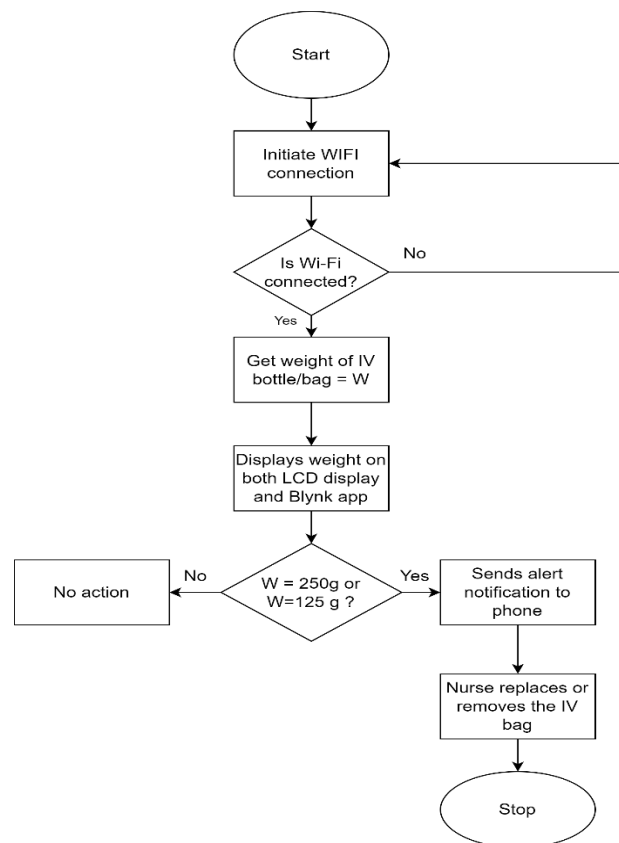 Start
Initiate WIFI
connection
Is Wi-Fi
connected?
No
Yes
Get weight of IV
bottle/bag = W
Displays weight on
both LCD display
and Blynk app
No action
No
W = 250g or
W=125 g ?
Yes
Sends alert
notification to
phone
Nurse replaces or
removes the IV
bag
Stop